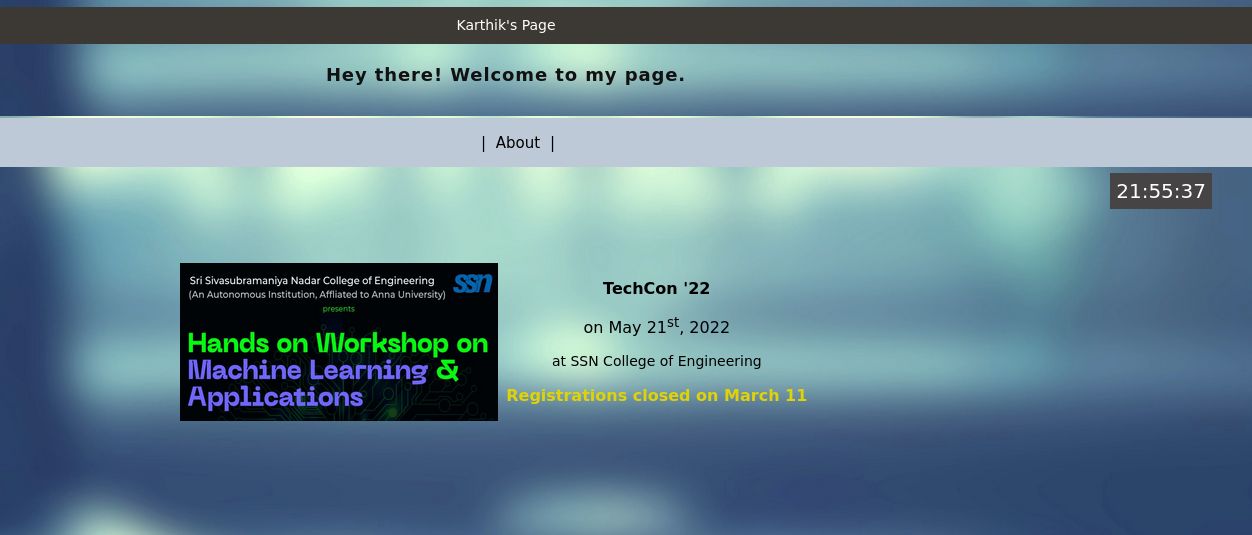 Karthik's Page
Hey there! Welcome to my page.
| About |
21:55:37
Sri Sivasubramaniya Nadar College of Engineering
(An Autonomous Institution, Affliated to Anna University)
ssn
presents
Hands on Workshop on
Machine Learning &
Applications
TechCon '22
on May 21st, 2022
at SSN College of Engineering
Registrations closed on March 11